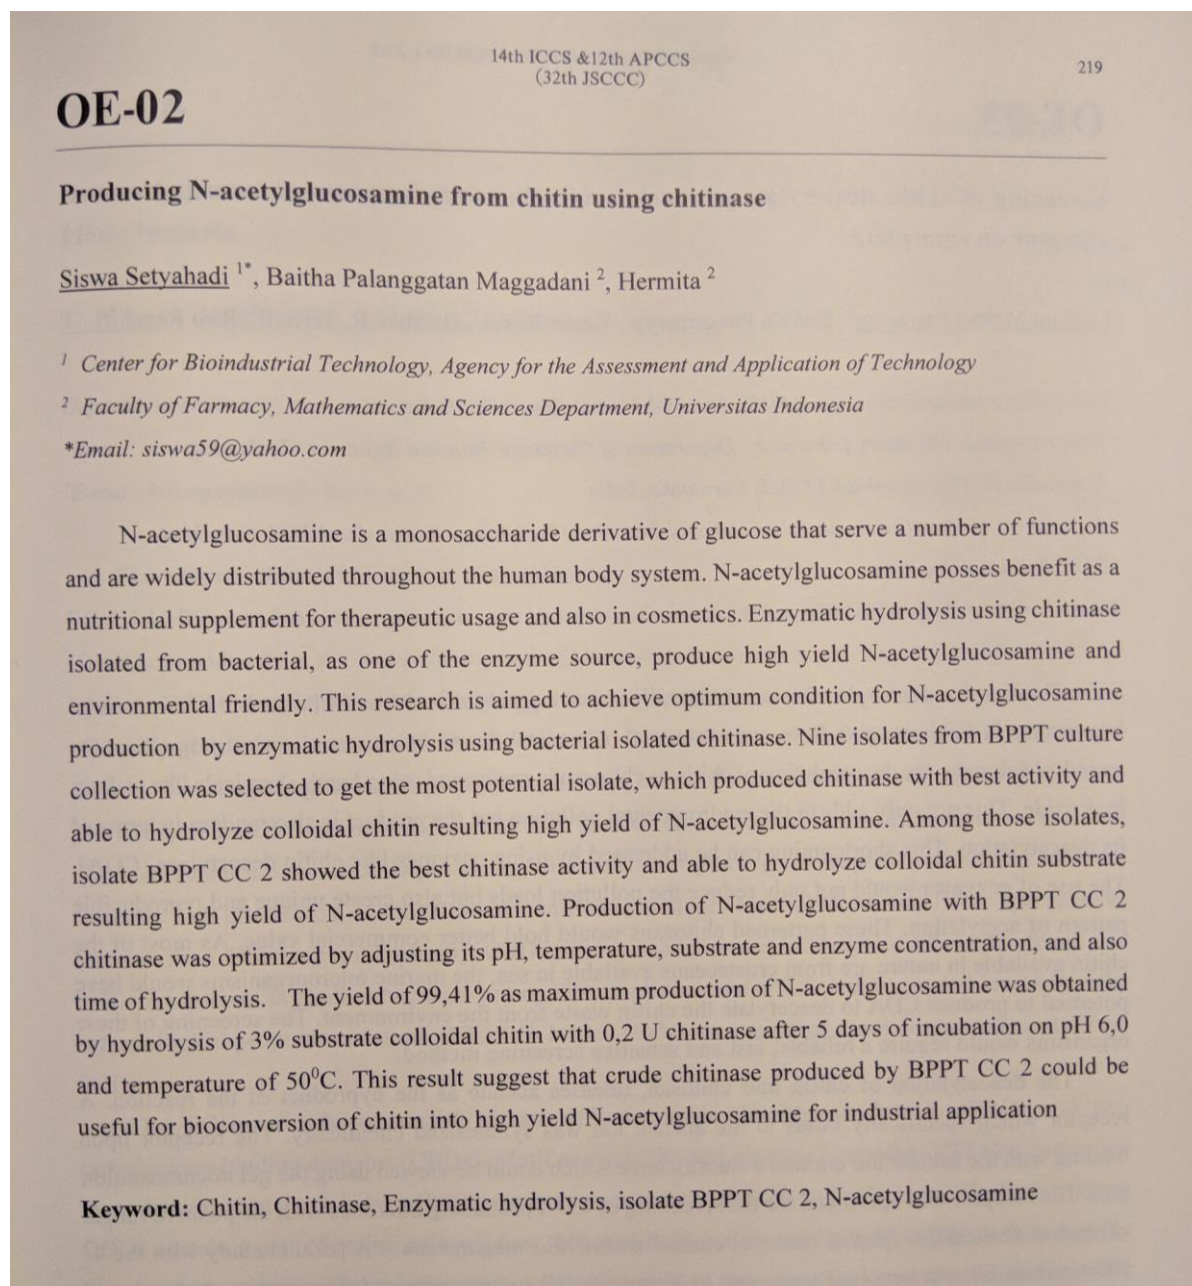 14th ICCS &12th APCCS
(32th JSCCC)
219
OE-02
Producing N-acetylglucosamine from chitin using chitinase
Siswa Setyahadi 1*, Baitha Palanggatan Maggadani 2, Hermita 2
1 Center for Bioindustrial Technology, Agency for the Assessment and Application of Technology
2 Faculty of Farmacy, Mathematics and Sciences Department, Universitas Indonesia
*Email: siswa59@yahoo.com
N-acetylglucosamine is a monosaccharide derivative of glucose that serve a number of functions
and are widely distributed throughout the human body system. N-acetylglucosamine posses benefit as a
nutritional supplement for therapeutic usage and also in cosmetics. Enzymatic hydrolysis using chitinase
isolated from bacterial, as one of the enzyme source, produce high yield N-acetylglucosamine and
environmental friendly. This research is aimed to achieve optimum condition for N-acetylglucosamine
production by enzymatic hydrolysis using bacterial isolated chitinase. Nine isolates from BPPT culture
collection was selected to get the most potential isolate, which produced chitinase with best activity and
able to hydrolyze colloidal chitin resulting high yield of N-acetylglucosamine. Among those isolates,
isolate BPPT CC 2 showed the best chitinase activity and able to hydrolyze colloidal chitin substrate
resulting high yield of N-acetylglucosamine. Production of N-acetylglucosamine with BPPT CC 2
chitinase was optimized by adjusting its pH, temperature, substrate and enzyme concentration, and also
time of hydrolysis. The yield of 99,41% as maximum production of N-acetylglucosamine was obtained
by hydrolysis of 3% substrate colloidal chitin with 0,2 U chitinase after 5 days of incubation on pH 6,0
and temperature of 50⁰C. This result suggest that crude chitinase produced by BPPT CC 2 could be
useful for bioconversion of chitin into high yield N-acetylglucosamine for industrial application
Keyword: Chitin, Chitinase, Enzymatic hydrolysis, isolate BPPT CC 2, N-acetylglucosamine